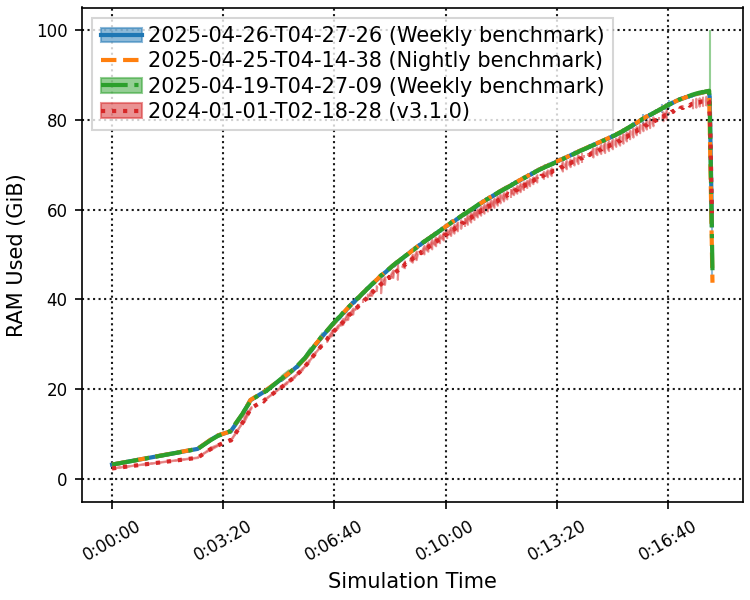 2025-04-26-T04-27-26 (Weekly benchmark)
2025-04-25-T04-14-38 (Nightly benchmark)
2025-04-19-T04-27-09 (Weekly benchmark)
2024-01-01-T02-18-28 (v3.1.0)
RAM Used (GiB)
100
80
60
40
20
0
0:00:00
0:03:20
0:06:40
0:10:00
0:13:20
0:16:40
Simulation Time